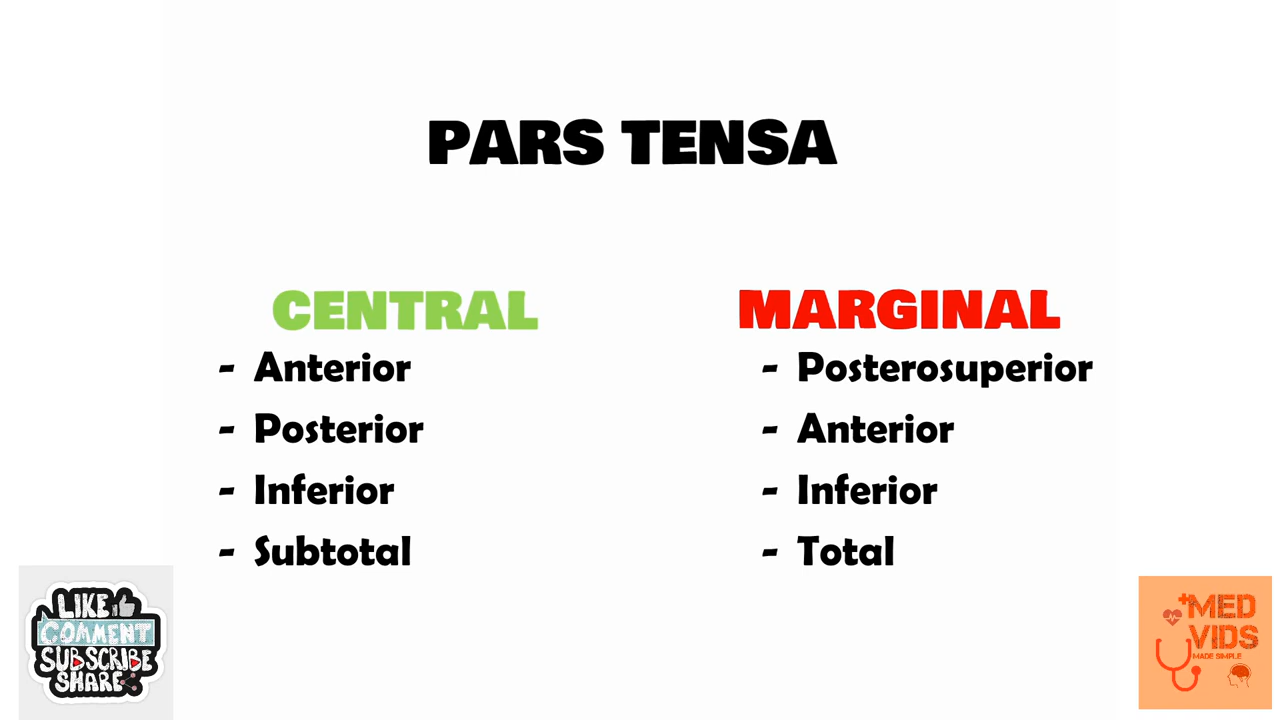 PARS TENSA
CENTRAL
- Anterior
- Posterior
- Inferior
- Subtotal
MARGINAL
- Posterosuperior
- Anterior
- Inferior
- Total
LIKE
COMMENT
SUBSCRIBE
SHARE
MED
VIDS
MADE SIMPLE